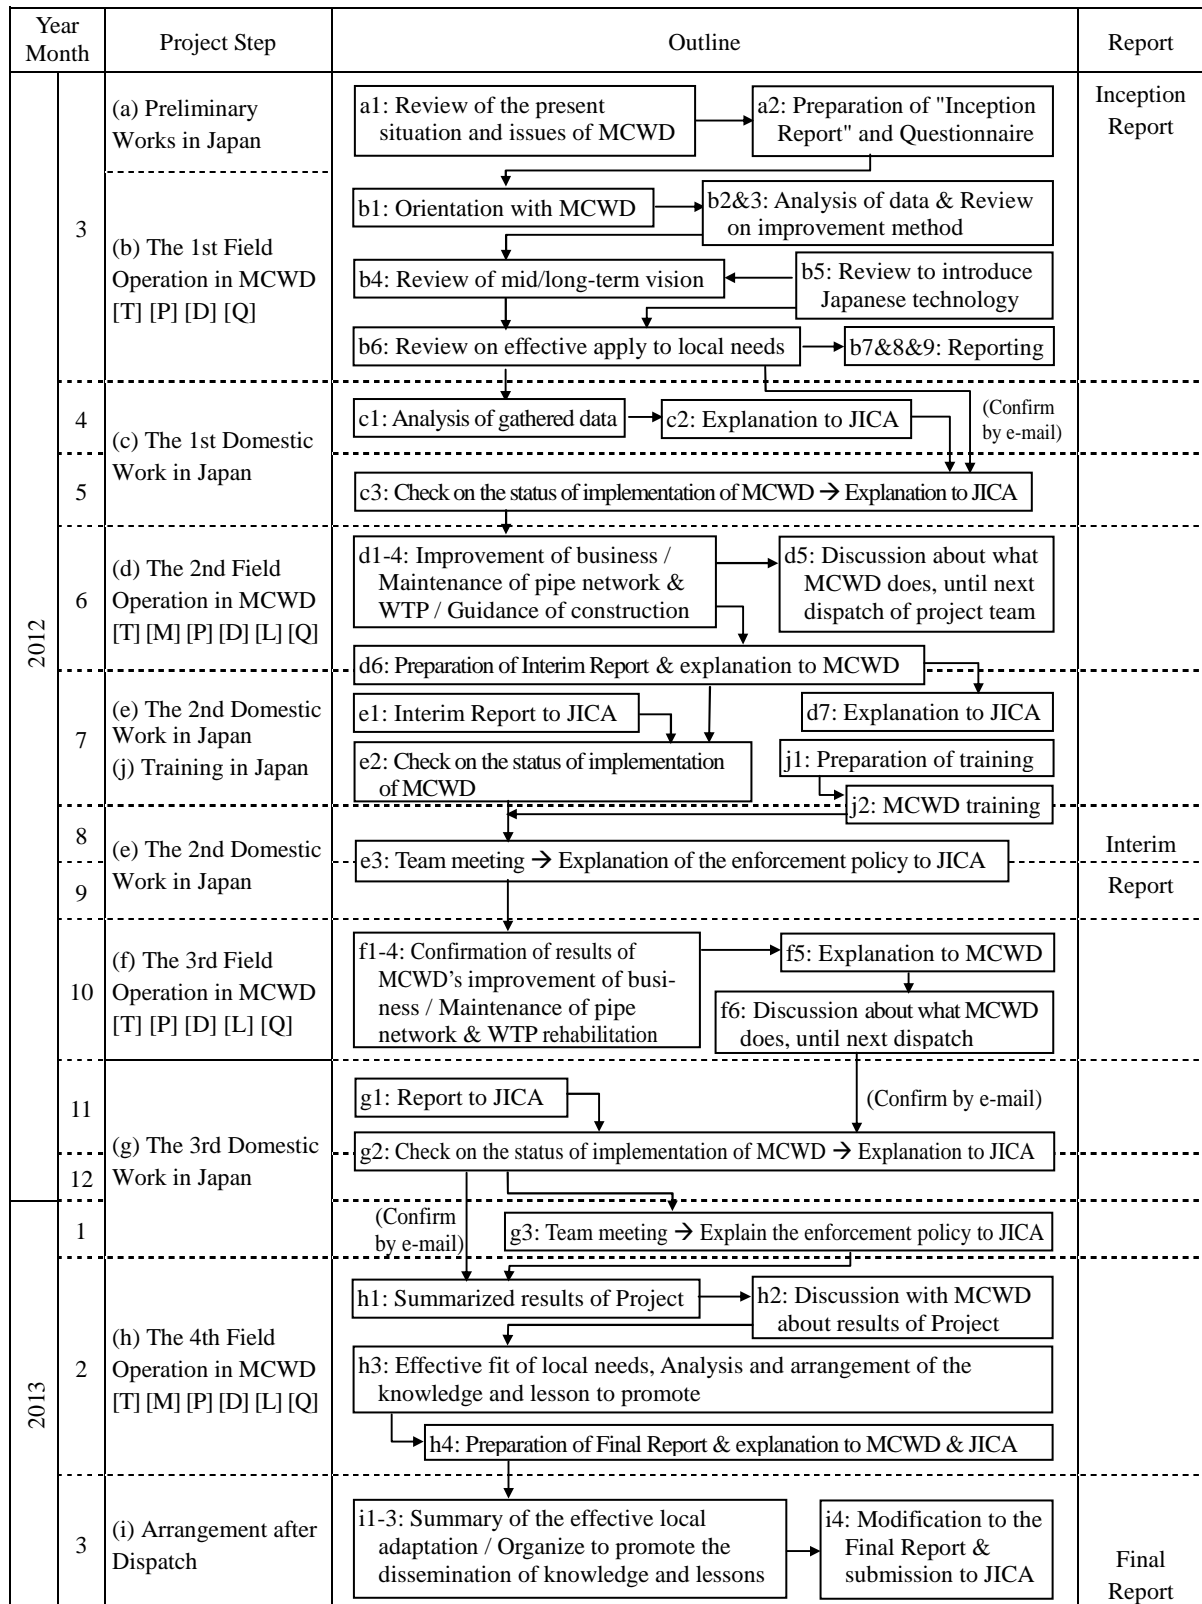 Year
Month
Project Step
Outline
Report
2012
3
(a) Preliminary
Works in Japan
a1: Review of the present
situation and issues of MCWD
a2: Preparation of "Inception
Report" and Questionnaire
Inception
Report
(b) The 1st Field
Operation in MCWD
[T] [P] [D] [Q]
b1: Orientation with MCWD
b2&3: Analysis of data & Review
on improvement method
b4: Review of mid/long-term vision
b5: Review to introduce
Japanese technology
b6: Review on effective apply to local needs
b7&8&9: Reporting
4
(c) The 1st Domestic
Work in Japan
c1: Analysis of gathered data
c2: Explanation to JICA
(Confirm
by e-mail)
5
c3: Check on the status of implementation of MCWD → Explanation to JICA
6
(d) The 2nd Field
Operation in MCWD
[T] [M] [P] [D] [L] [Q]
d1-4: Improvement of business /
Maintenance of pipe network &
WTP / Guidance of construction
d5: Discussion about what
MCWD does, until next
dispatch of project team
d6: Preparation of Interim Report & explanation to MCWD
7
(e) The 2nd Domestic
Work in Japan
(j) Training in Japan
e1: Interim Report to JICA
d7: Explanation to JICA
e2: Check on the status of implementation
of MCWD
j1: Preparation of training
j2: MCWD training
8
9
(e) The 2nd Domestic
Work in Japan
e3: Team meeting → Explanation of the enforcement policy to JICA
Interim
Report
10
(f) The 3rd Field
Operation in MCWD
[T] [P] [D] [L] [Q]
f1-4: Confirmation of results of
MCWD's improvement of busi-
ness / Maintenance of pipe
network & WTP rehabilitation
f5: Explanation to MCWD
f6: Discussion about what MCWD
does, until next dispatch
11
12
(g) The 3rd Domestic
Work in Japan
g1: Report to JICA
(Confirm by e-mail)
g2: Check on the status of implementation of MCWD → Explanation to JICA
2013
1
(Confirm
by e-mail)
g3: Team meeting → Explain the enforcement policy to JICA
2
(h) The 4th Field
Operation in MCWD
[T] [M] [P] [D] [L] [Q]
h1: Summarized results of Project
h2: Discussion with MCWD
about results of Project
h3: Effective fit of local needs, Analysis and arrangement of the
knowledge and lesson to promote
h4: Preparation of Final Report & explanation to MCWD & JICA
3
(i) Arrangement after
Dispatch
i1-3: Summary of the effective local
adaptation / Organize to promote the
dissemination of knowledge and lessons
i4: Modification to the
Final Report &
submission to JICA
Final
Report